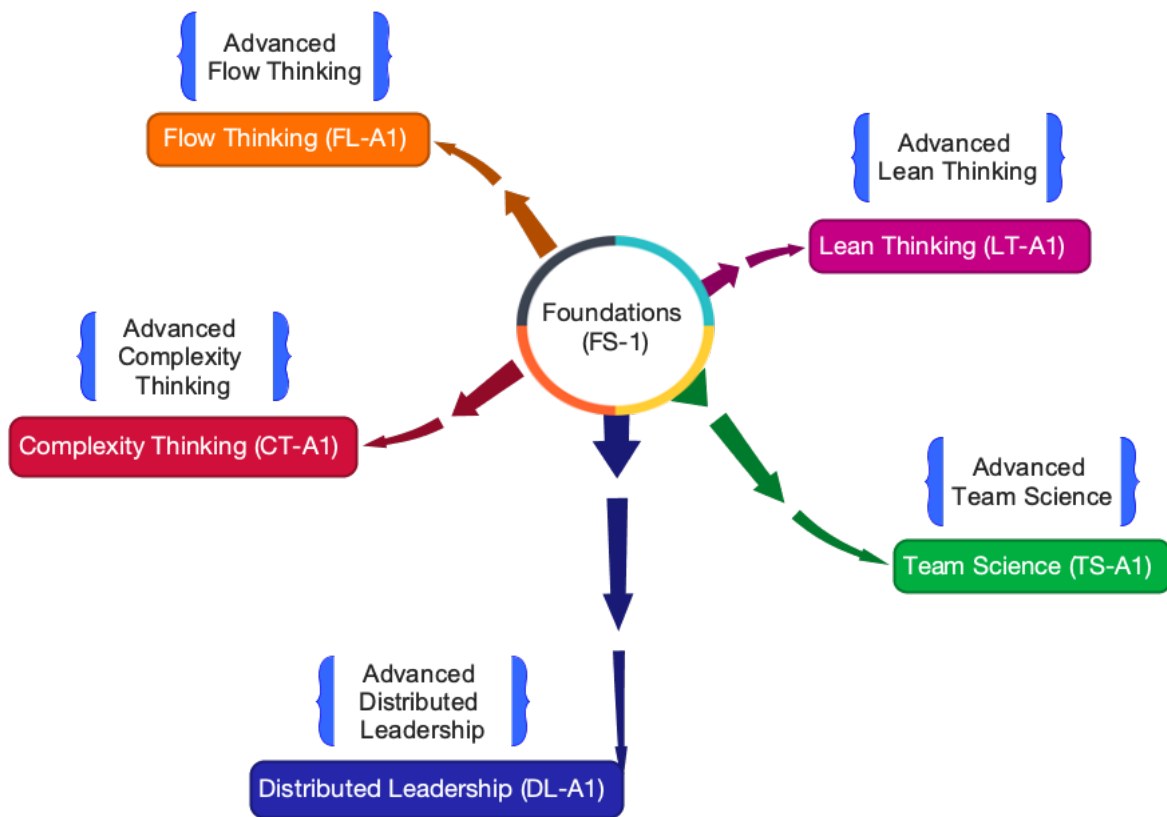 Advanced
Flow Thinking
Flow Thinking (FL-A1)
Advanced
Lean Thinking
Lean Thinking (LT-A1)
Foundations
(FS-1)
Advanced
Complexity
Thinking
Complexity Thinking (CT-A1)
Advanced
Team Science
Team Science (TS-A1)
Advanced
Distributed
Leadership
Distributed Leadership (DL-A1)